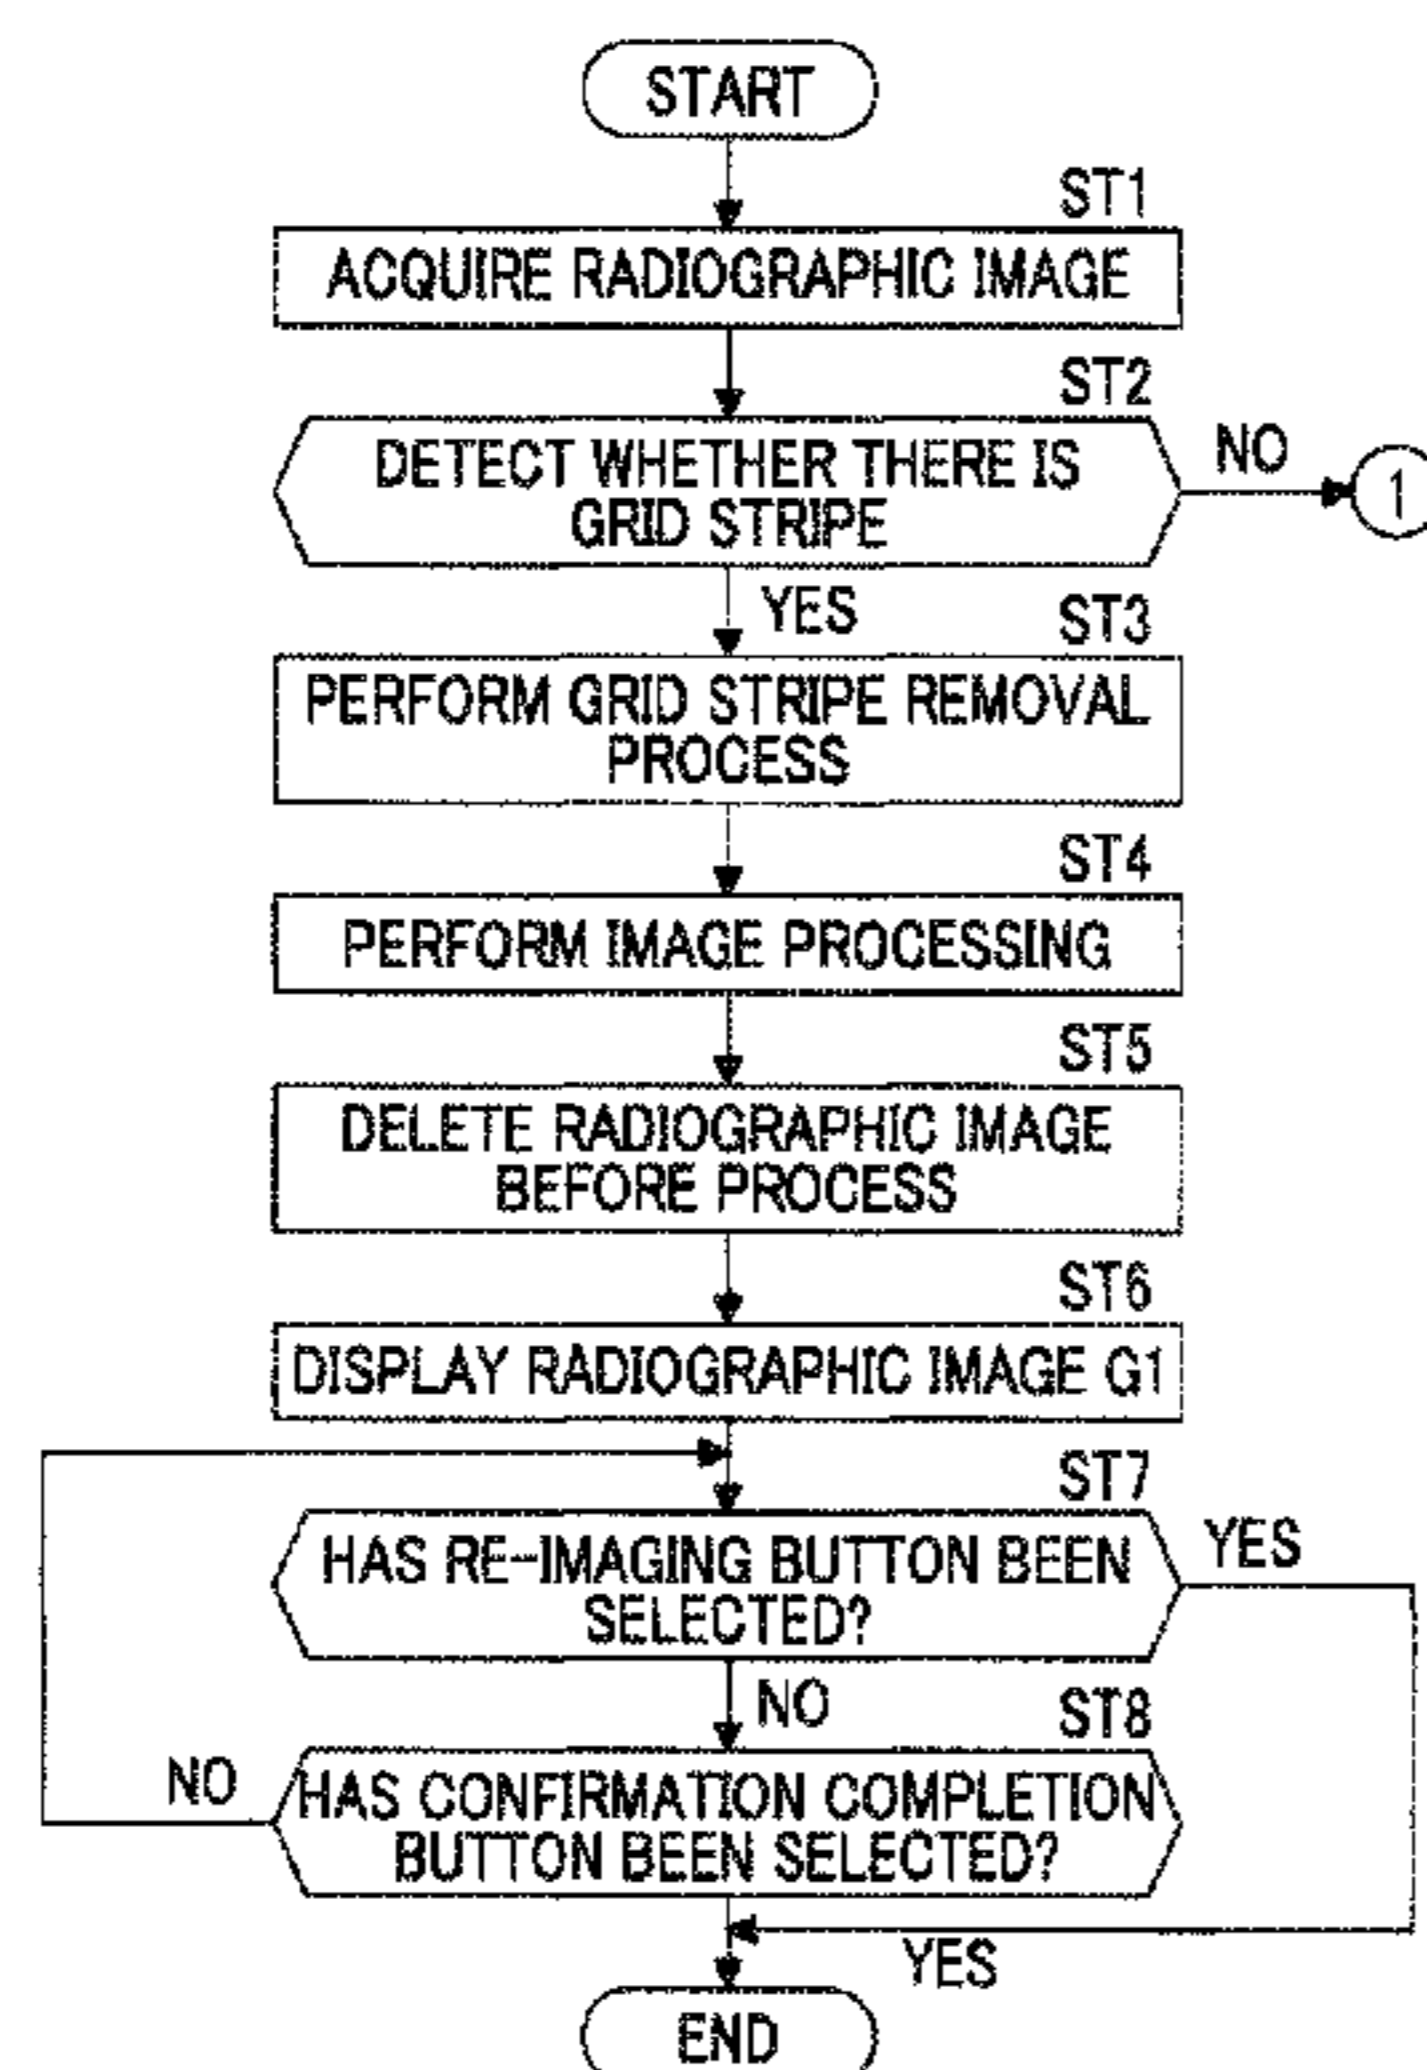 START
ST1
ACQUIRE RADIOGRAPHIC IMAGE
ST2
DETECT WHETHER THERE IS
GRID STRIPE
NO
1
YES
ST3
PERFORM GRID STRIPE REMOVAL
PROCESS
ST4
PERFORM IMAGE PROCESSING
ST5
DELETE RADIOGRAPHIC IMAGE
BEFORE PROCESS
ST6
DISPLAY RADIOGRAPHIC IMAGE G1
ST7
HAS RE-IMAGING BUTTON BEEN
SELECTED?
YES
NO
ST8
HAS CONFIRMATION COMPLETION
BUTTON BEEN SELECTED?
NO
YES
END